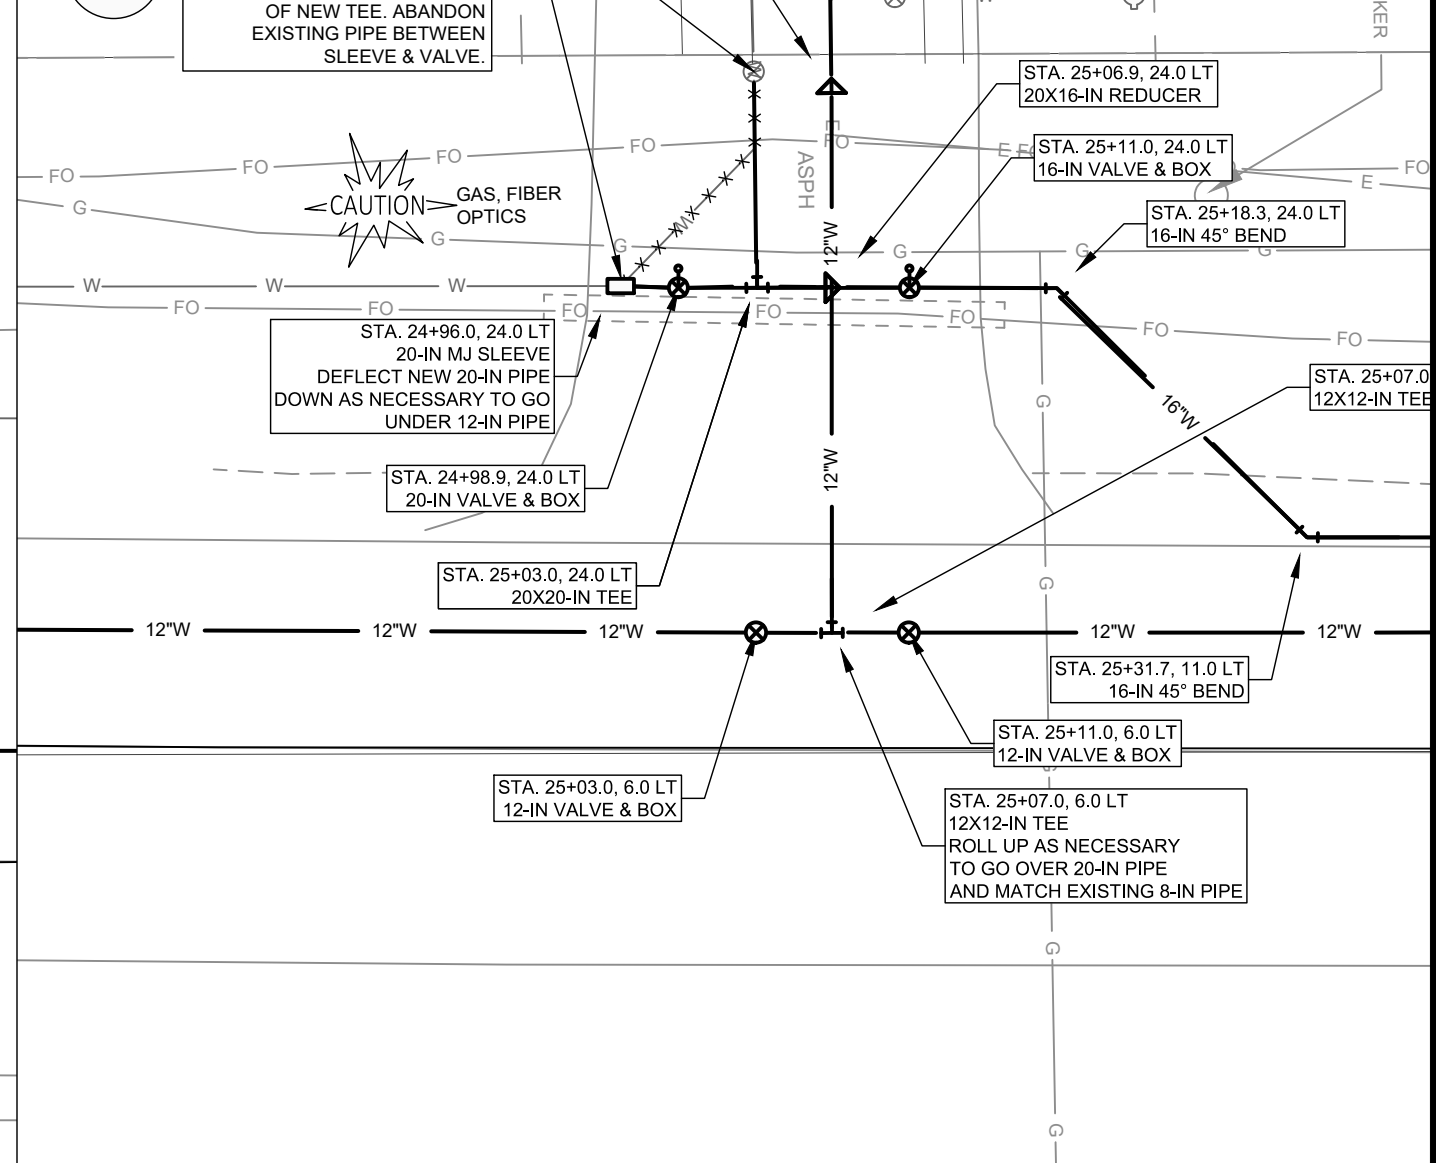 OF NEW TEE. ABANDON
EXISTING PIPE BETWEEN
SLEEVE & VALVE.
KER
STA. 25+06.9, 24.0 LT
20X16-IN REDUCER
STA. 25+11.0, 24.0 LT
16-IN VALVE & BOX
STA. 25+18.3, 24.0 LT
16-IN 45° BEND
FO
FO
FO
FO
FO
E
E
FO
FO
E
ASPH
CAUTION
GAS, FIBER
OPTICS
G
G
G
G
G
G
W
12"W
W
W
W
FO
FO
FO
FO
FO
FO
FO
STA. 24+96.0, 24.0 LT
20-IN MJ SLEEVE
DEFLECT NEW 20-IN PIPE
DOWN AS NECESSARY TO GO
UNDER 12-IN PIPE
STA. 25+07.0
12X12-IN TEE
G
16"W
12"W
STA. 24+98.9, 24.0 LT
20-IN VALVE & BOX
STA. 25+03.0, 24.0 LT
20X20-IN TEE
G
12"W
12"W
12"W
12"W
12"W
STA. 25+31.7, 11.0 LT
16-IN 45° BEND
STA. 25+11.0, 6.0 LT
12-IN VALVE & BOX
STA. 25+03.0, 6.0 LT
12-IN VALVE & BOX
STA. 25+07.0, 6.0 LT
12X12-IN TEE
ROLL UP AS NECESSARY
TO GO OVER 20-IN PIPE
AND MATCH EXISTING 8-IN PIPE
G
G